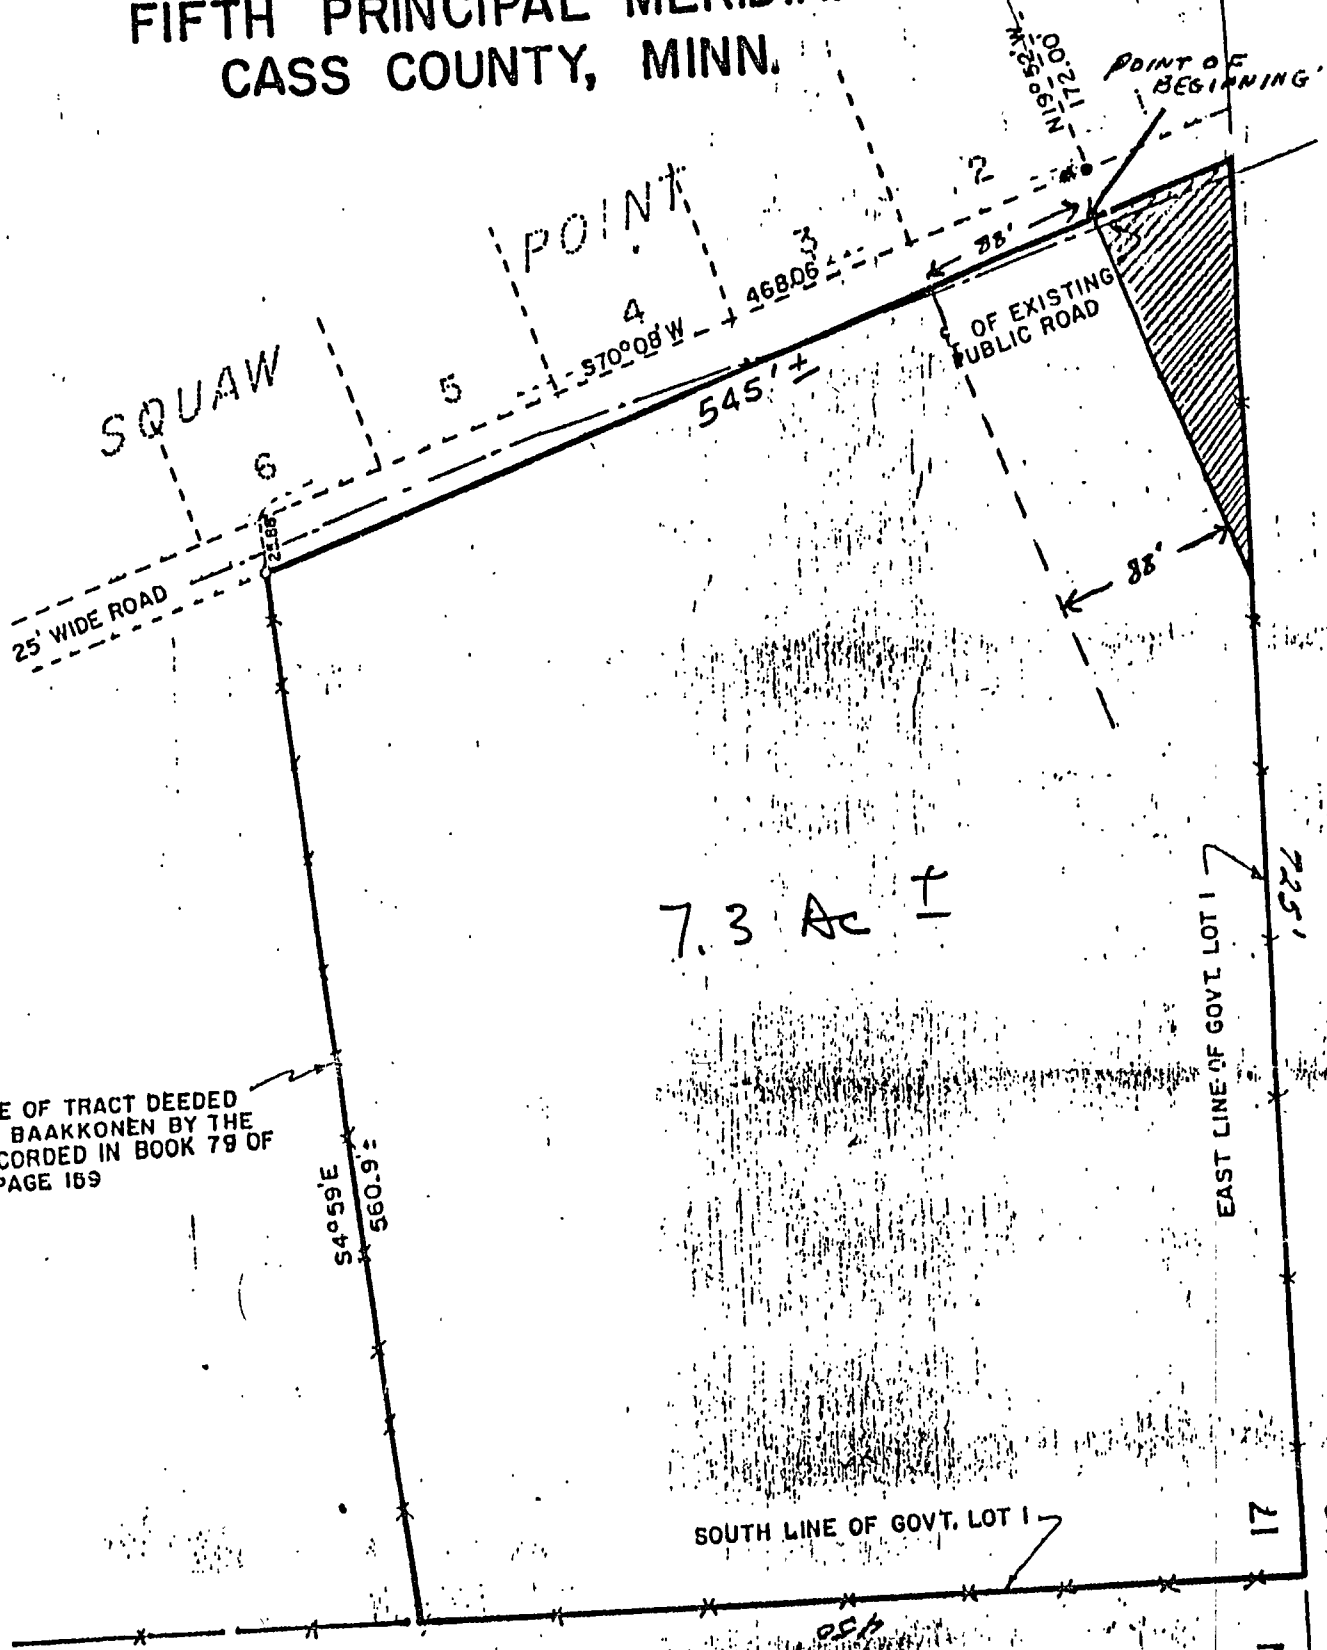 FIFTH PRINCIPAL
CASS COUNTY, MINN.
N19°52'W
172.00
POINT OF
BEGINNING
SQUAW POINT
2
3
4
5
6
88'
468.06
S70°08'W
545'±
OF EXISTING
PUBLIC ROAD
25' WIDE ROAD
88'
7.3 Ac ±
EAST LINE OF GOVT. LOT 1
725'
E OF TRACT DEEDED
BAAKKONEN BY THE
CORDED IN BOOK 79 OF
PAGE 159
S4°59'E
560.9'±
SOUTH LINE OF GOVT. LOT 1
17
450